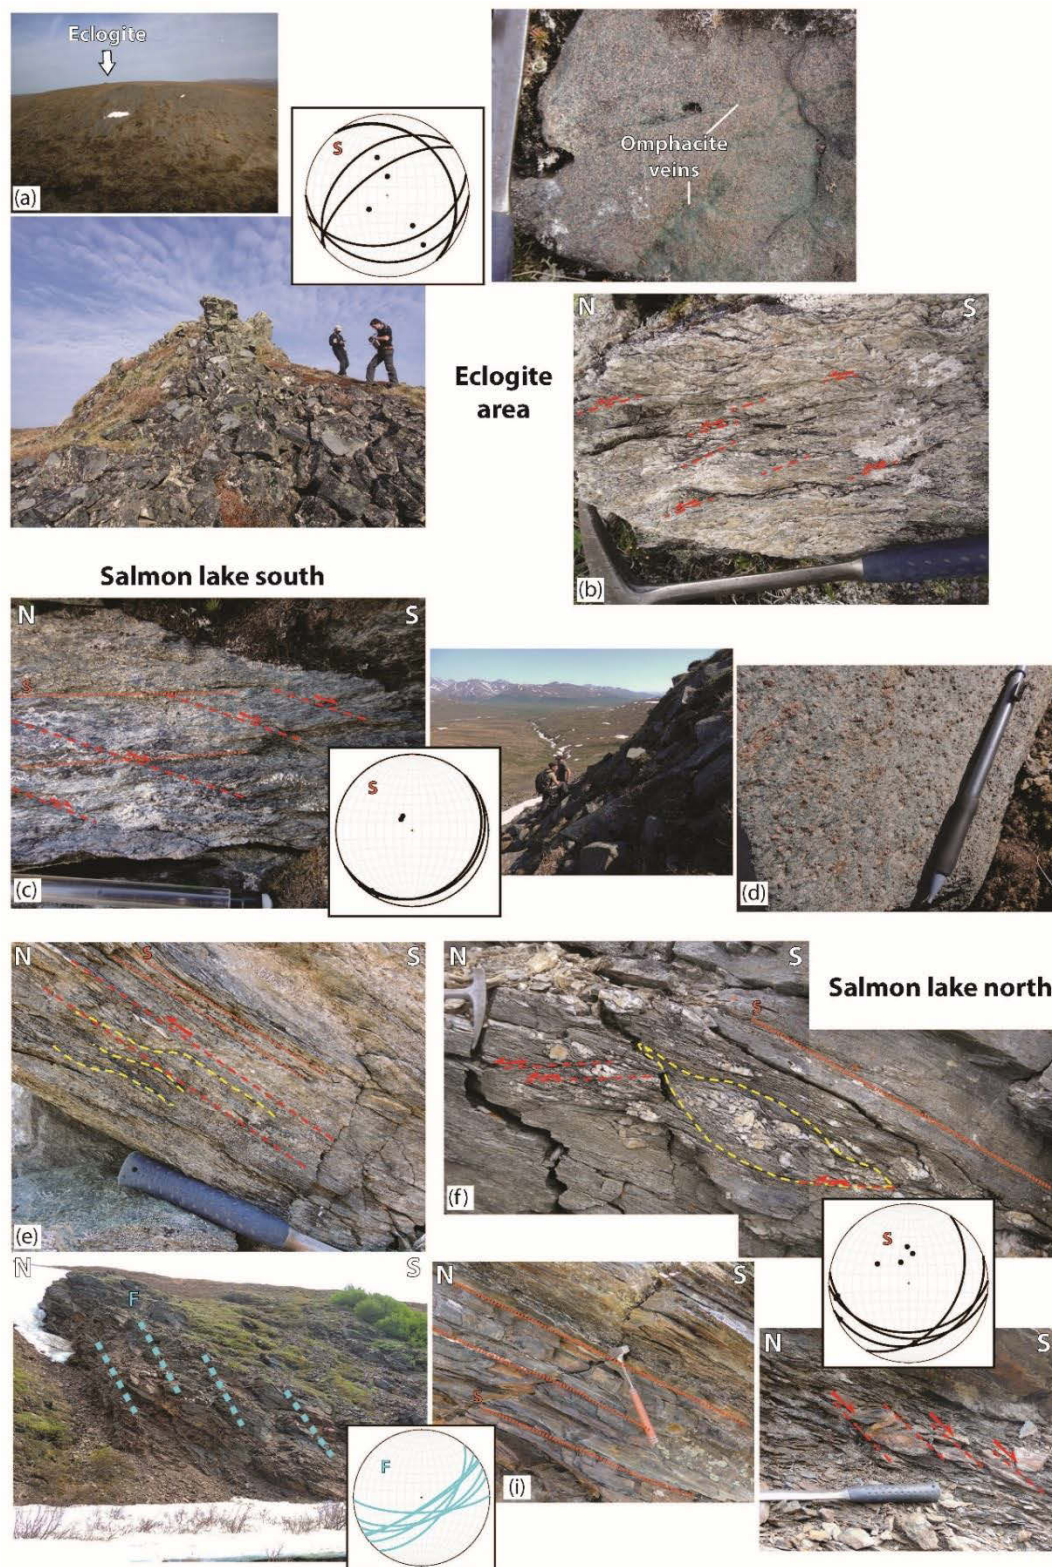 Eclogite
(a)
S
Omphacite
veins
Eclogite
area
N
S
(b)
Salmon lake south
N
S
S
(c)
S
(d)
N
S
S
(e)
N
S
S
(f)
Salmon lake north
S
N
S
F
F
N
S
S
(i)
N
S